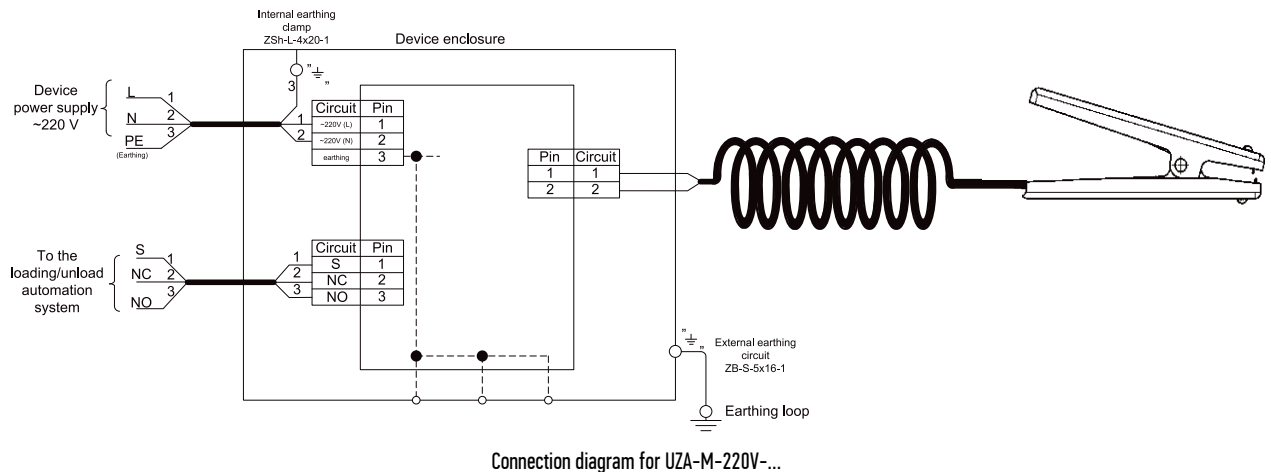 Internal earthing
clamp
ZSh-L-4x20-1
Device enclosure
"⏚"
3
Device
power supply
~220 V
L 1
N 2
PE 3
(Earthing)
1
2
Circuit Pin
~220V (L) 1
~220V (N) 2
earthing 3
Pin Circuit
1 1
2 2
To the
loading/unload
automation
system
S 1
NC 2
NO 3
1
2
3
Circuit Pin
S 1
NC 2
NO 3
"⏚"
External earthing
circuit
ZB-S-5x16-1
Earthing loop
Connection diagram for UZA-M-220V-...